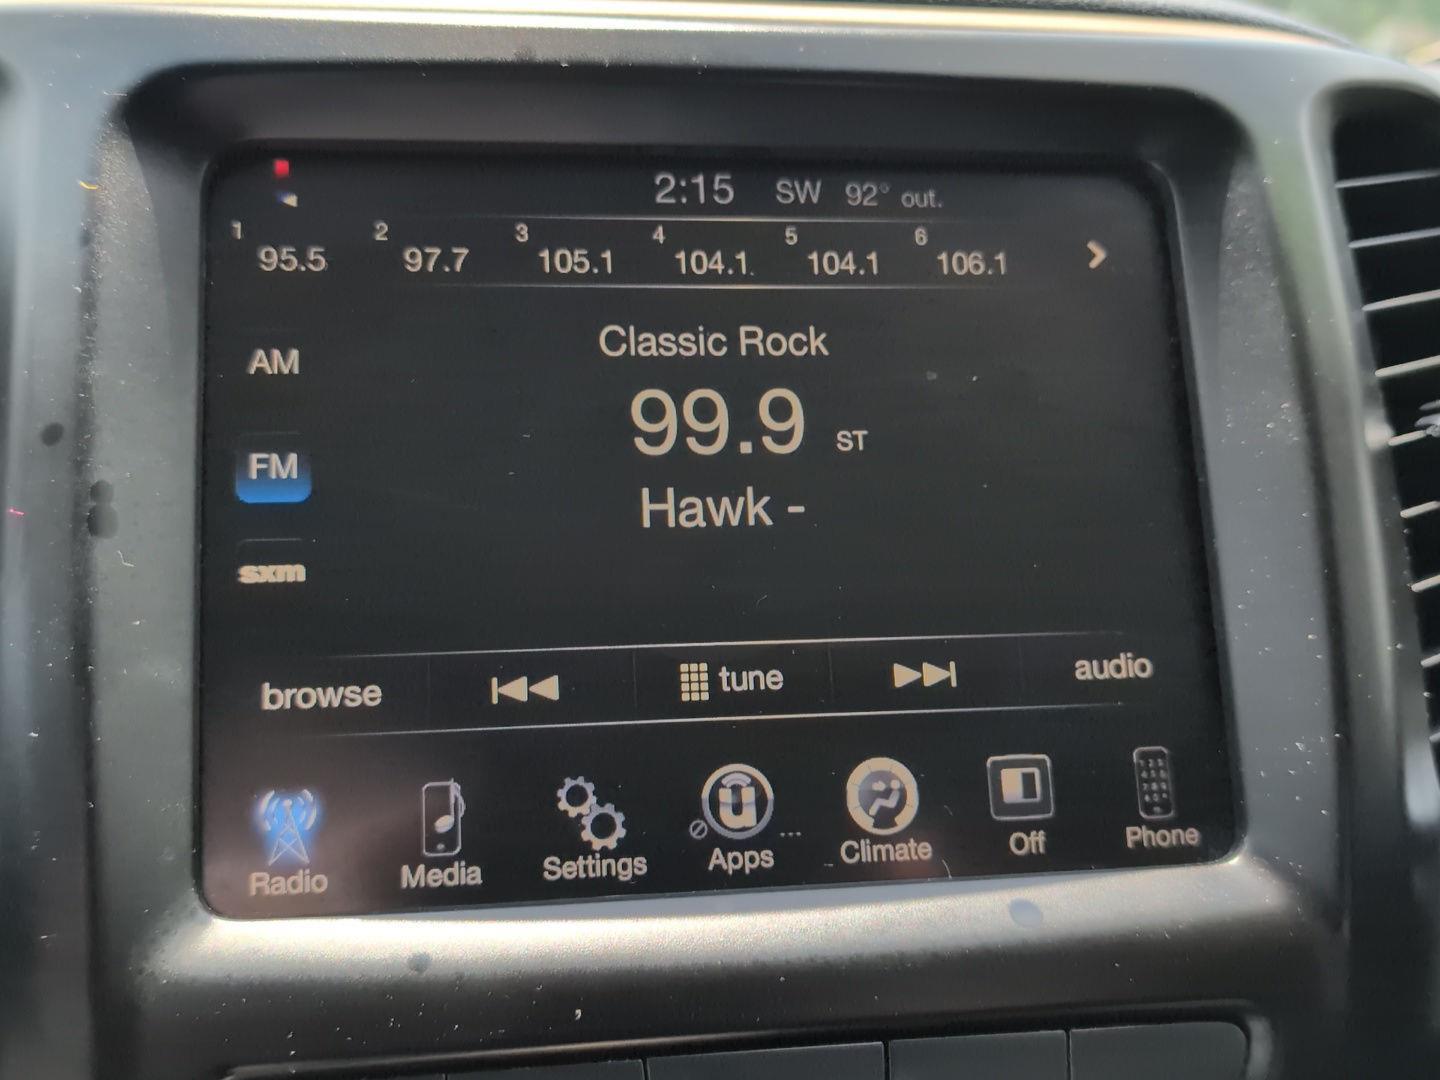 2:15 SW 92° out.
1 95.5 2 97.7 3 105.1 4 104.1 5 104.1 6 106.1
AM
Classic Rock
99.9 ST
FM
Hawk -
sxm
browse tune audio
Radio Media Settings Apps ... Climate Off Phone